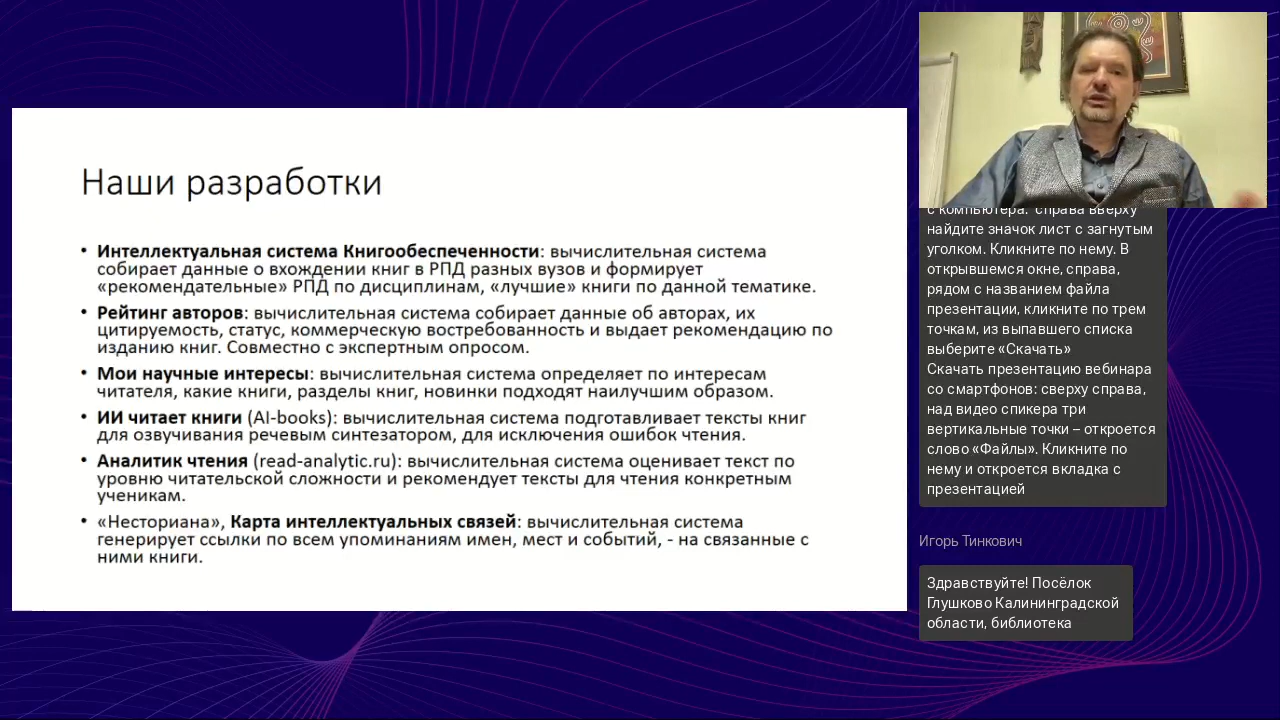 Наши разработки
• Интеллектуальная система Книгообеспеченности: вычислительная система
собирает данные о вхождении книг в РПД разных вузов и формирует
«рекомендательные» РПД по дисциплинам, «лучшие» книги по данной тематике.
• Рейтинг авторов: вычислительная система собирает данные об авторах, их
цитируемость, статус, коммерческую востребованность и выдает рекомендацию по
изданию книг. Совместно с экспертным опросом.
• Мои научные интересы: вычислительная система определяет по интересам
читателя, какие книги, разделы книг, новинки подходят наилучшим образом.
• ИИ читает книги (AI-books): вычислительная система подготавливает тексты книг
для озвучивания речевым синтезатором, для исключения ошибок чтения.
• Аналитик чтения (read-analytic.ru): вычислительная система оценивает текст по
уровню читательской сложности и рекомендует тексты для чтения конкретным
ученикам.
• «Несториана», Карта интеллектуальных связей: вычислительная система
генерирует ссылки по всем упоминаниям имен, мест и событий, - на связанные с
ними книги.
с компьютера: справа вверху
найдите значок лист с загнутым
уголком. Кликните по нему. В
открывшемся окне, справа,
рядом с названием файла
презентации, кликните по трем
точкам, из выпавшего списка
выберите «Скачать»
Скачать презентацию вебинара
со смартфонов: сверху справа,
над видео спикера три
вертикальные точки – откроется
слово «Файлы». Кликните по
нему и откроется вкладка с
презентацией
Игорь Тинкович
Здравствуйте! Посёлок
Глушково Калининградской
области, библиотека